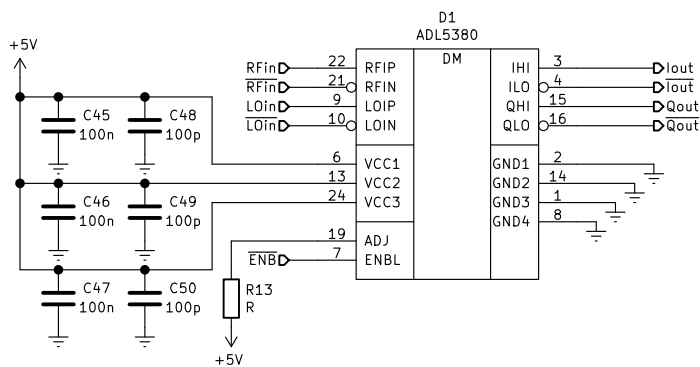 D1
ADL5380
+5V
DM
RFin 22 RFIP
RFin 21 RFIN
LOin 9 LOIP
LOin 10 LOIN
IHI 3 Iout
ILO 4 Iout
QHI 15 Qout
QLO 16 Qout
C45
100n
C48
100p
6 VCC1
13 VCC2
24 VCC3
GND1 2
GND2 14
GND3 1
GND4 8
C46
100n
C49
100p
19 ADJ
ENB 7 ENBL
C47
100n
C50
100p
R13
R
+5V